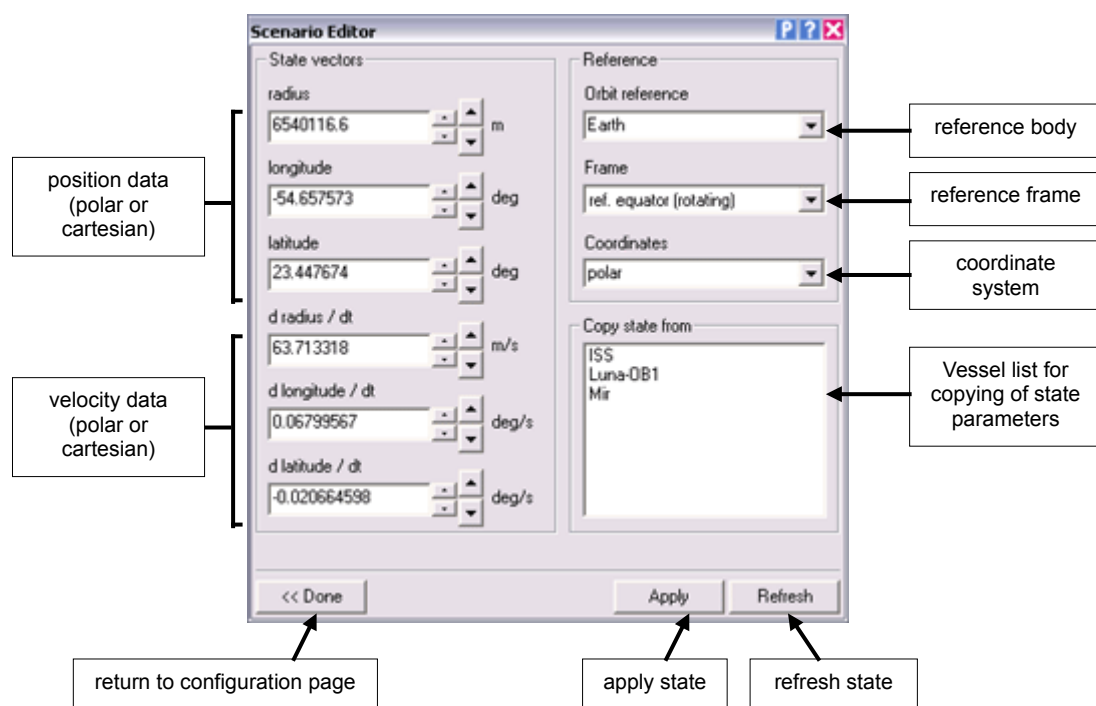 Scenario Editor
P ? X
State vectors
radius
6540116.6
m
longitude
-54.657573
deg
latitude
23.447674
deg
d radius / dt
63.713318
m/s
d longitude / dt
0.06799567
deg/s
d latitude / dt
-0.020664598
deg/s
Reference
Orbit reference
Earth
Frame
ref. equator (rotating)
Coordinates
polar
Copy state from
ISS
Luna-OB1
Mir
<< Done
Apply
Refresh
position data
(polar or
cartesian)
velocity data
(polar or
cartesian)
reference body
reference frame
coordinate
system
Vessel list for
copying of state
parameters
return to configuration page
apply state
refresh state